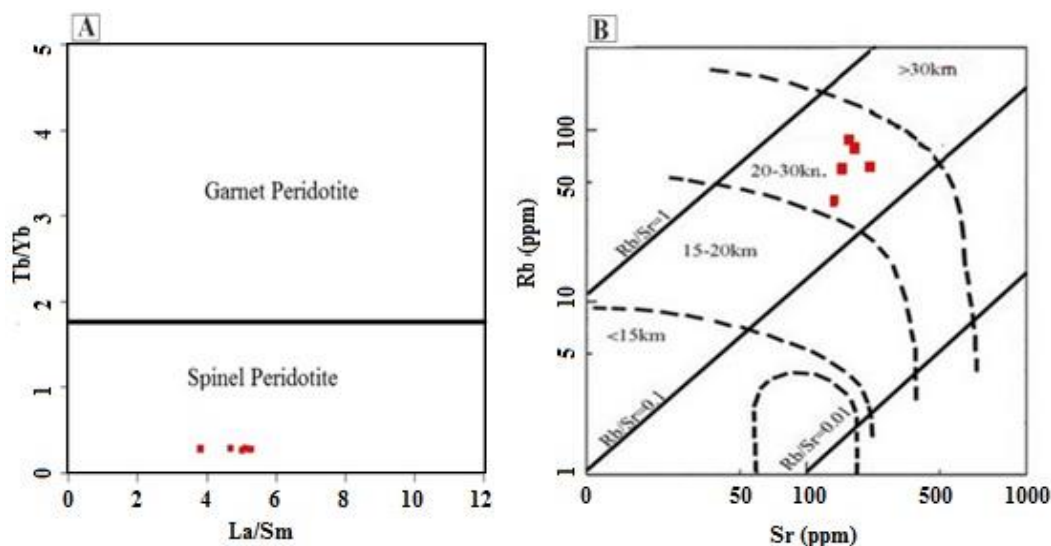 A
Tb/Yb
5
4
3
2
1
0
Garnet Peridotite
Spinel Peridotite
0 2 4 6 8 10 12
La/Sm
B
Rb (ppm)
100
50
10
5
1
>30km
20-30kn.
15-20km
<15km
Rb/Sr=1
Rb/Sr=0.1
Rb/Sr=0.01
0 50 100 500 1000
Sr (ppm)